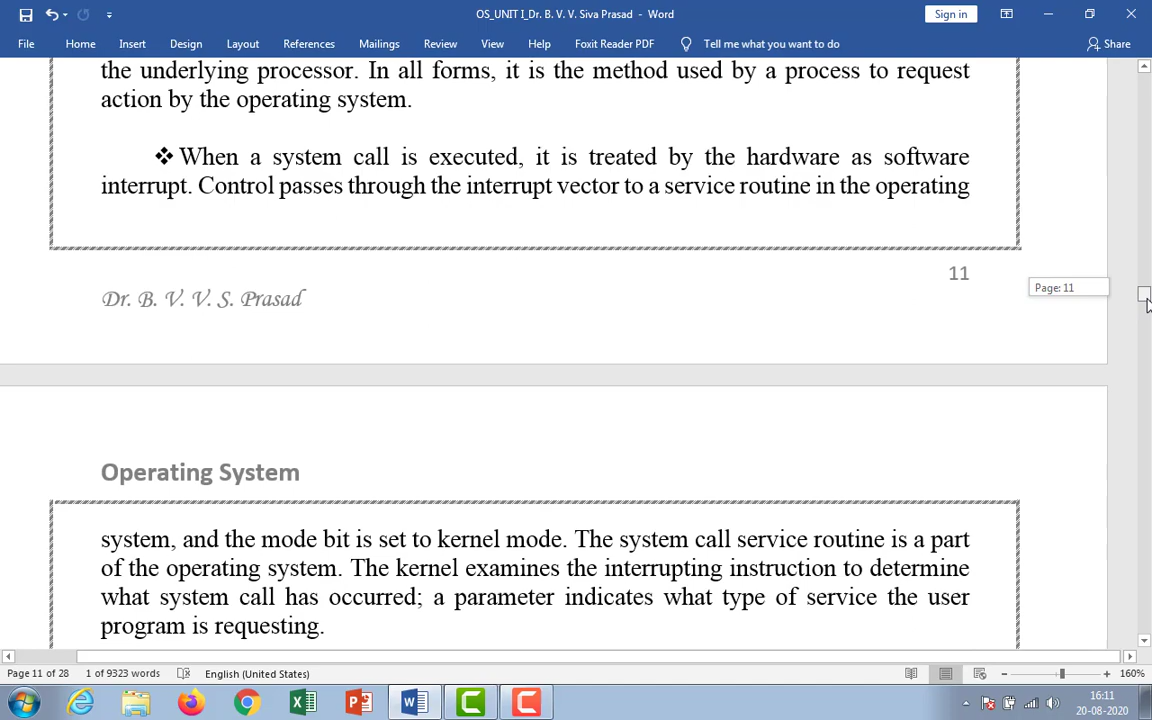 OS_UNIT I_Dr. B. V. V. Siva Prasad - Word
Sign in
File Home Insert Design Layout References Mailings Review View Help Foxit Reader PDF Tell me what you want to do Share
the underlying processor. In all forms, it is the method used by a process to request
action by the operating system.
❖ When a system call is executed, it is treated by the hardware as software
interrupt. Control passes through the interrupt vector to a service routine in the operating
11
Page: 11
Dr. B. V. V. S. Prasad
Operating System
system, and the mode bit is set to kernel mode. The system call service routine is a part
of the operating system. The kernel examines the interrupting instruction to determine
what system call has occurred; a parameter indicates what type of service the user
program is requesting.
Page 11 of 28 1 of 9323 words English (United States) 160%
16:11
20-08-2020